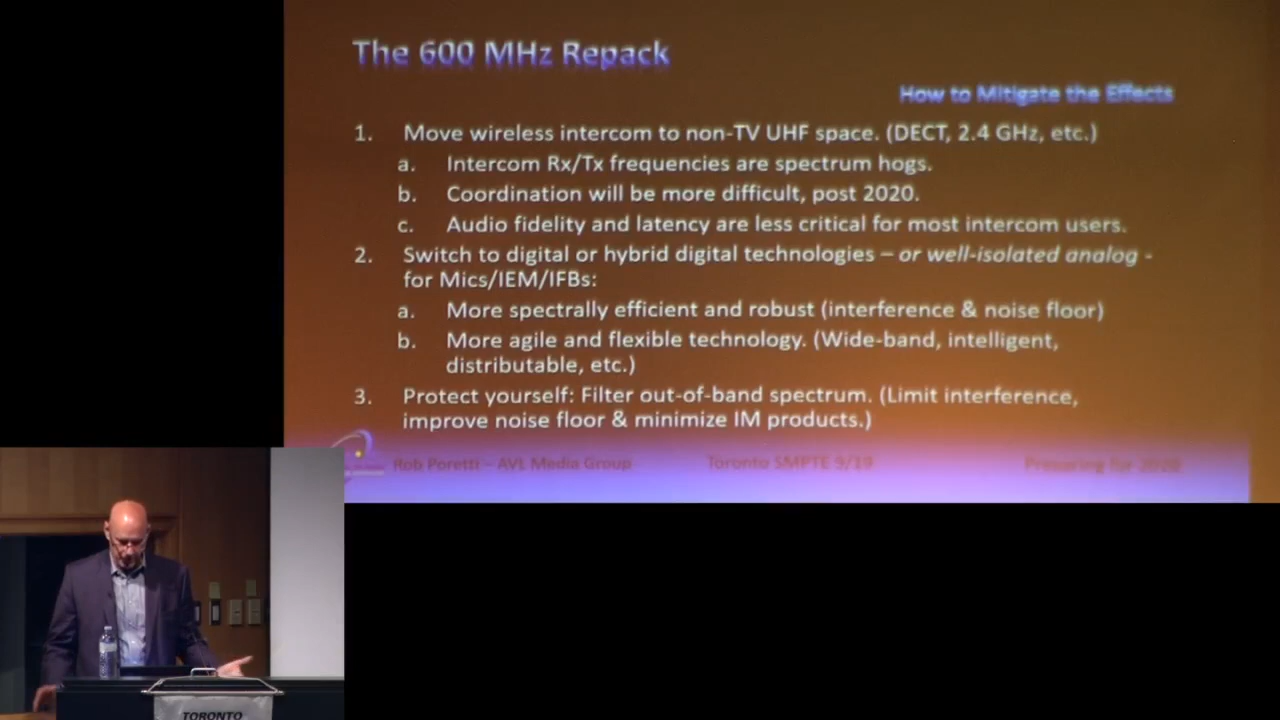 The 600 MHz Repack
How to Mitigate the Effects
1. Move wireless intercom to non-TV UHF space. (DECT, 2.4 GHz, etc.)
a. Intercom Rx/Tx frequencies are spectrum hogs.
b. Coordination will be more difficult, post 2020.
c. Audio fidelity and latency are less critical for most intercom users.
2. Switch to digital or hybrid digital technologies – or well-isolated analog -
for Mics/IEM/IFBs:
a. More spectrally efficient and robust (interference & noise floor)
b. More agile and flexible technology. (Wide-band, intelligent,
distributable, etc.)
3. Protect yourself: Filter out-of-band spectrum. (Limit interference,
improve noise floor & minimize IM products.)
Rob Poretti – AVL Media Group Toronto SMPTE 9/19 Preparing for 2020
TORONTO